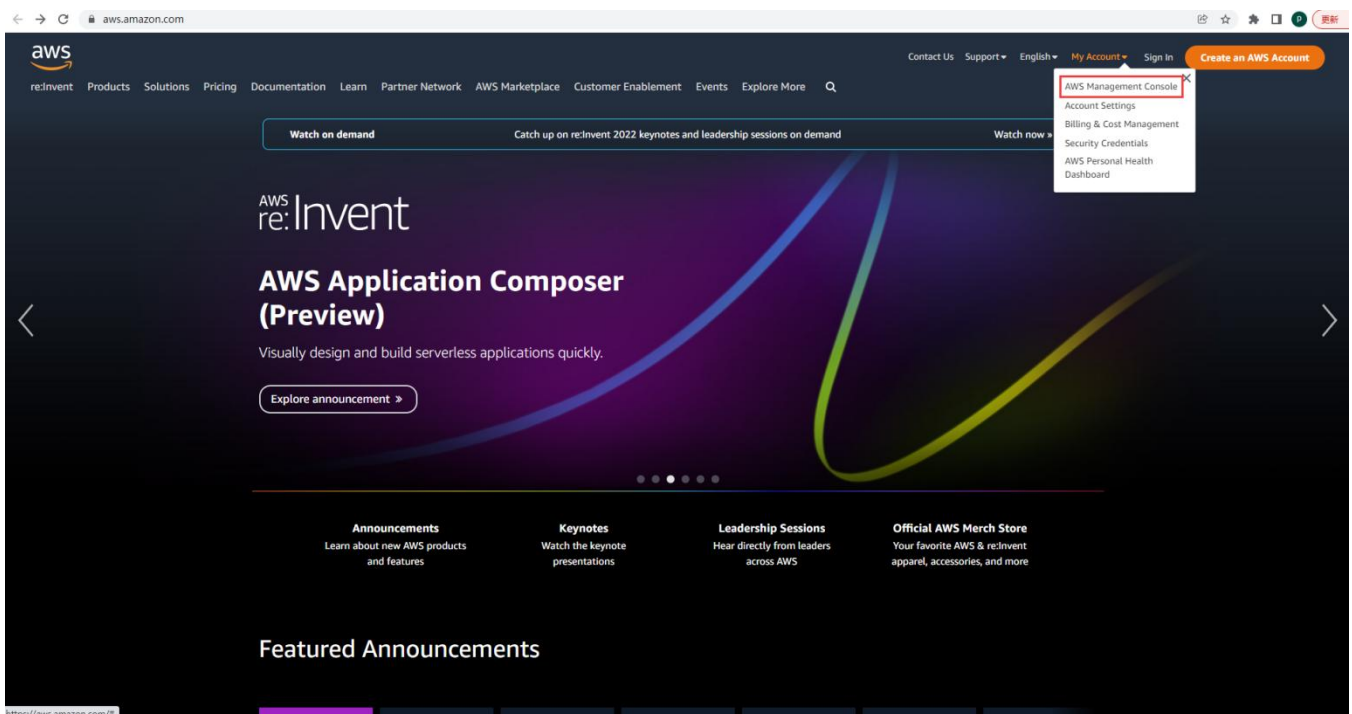 aws.amazon.com
P
更新
aws
Contact Us Support English My Account Sign In Create an AWS Account
re:Invent Products Solutions Pricing Documentation Learn Partner Network AWS Marketplace Customer Enablement Events Explore More
AWS Management Console
Account Settings
Billing & Cost Management
Security Credentials
AWS Personal Health
Dashboard
Watch on demand Catch up on re:Invent 2022 keynotes and leadership sessions on demand Watch now »
AWS
re:Invent
AWS Application Composer
(Preview)
Visually design and build serverless applications quickly.
Explore announcement »
Announcements
Learn about new AWS products
and features
Keynotes
Watch the keynote
presentations
Leadership Sessions
Hear directly from leaders
across AWS
Official AWS Merch Store
Your favorite AWS & re:Invent
apparel, accessories, and more
Featured Announcements